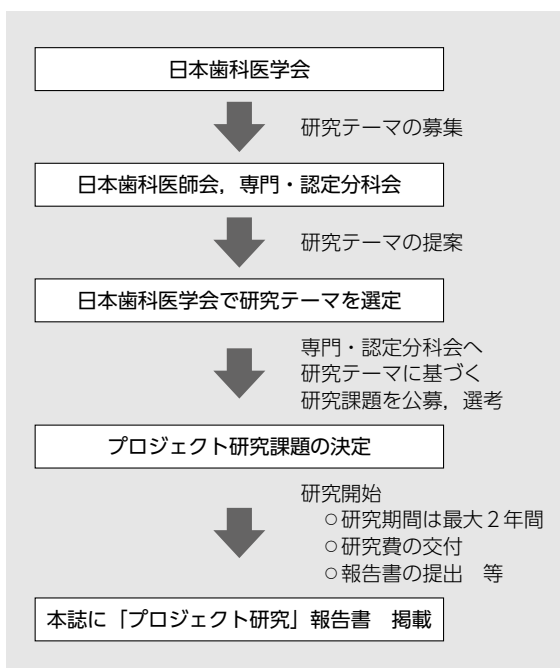 日本歯科医学会
研究テーマの募集
日本歯科医師会，専門・認定分科会
研究テーマの提案
日本歯科医学会で研究テーマを選定
専門・認定分科会へ
研究テーマに基づく
研究課題を公募，選考
プロジェクト研究課題の決定
研究開始
○研究期間は最大２年間
○研究費の交付
○報告書の提出　等
本誌に「プロジェクト研究」報告書　掲載